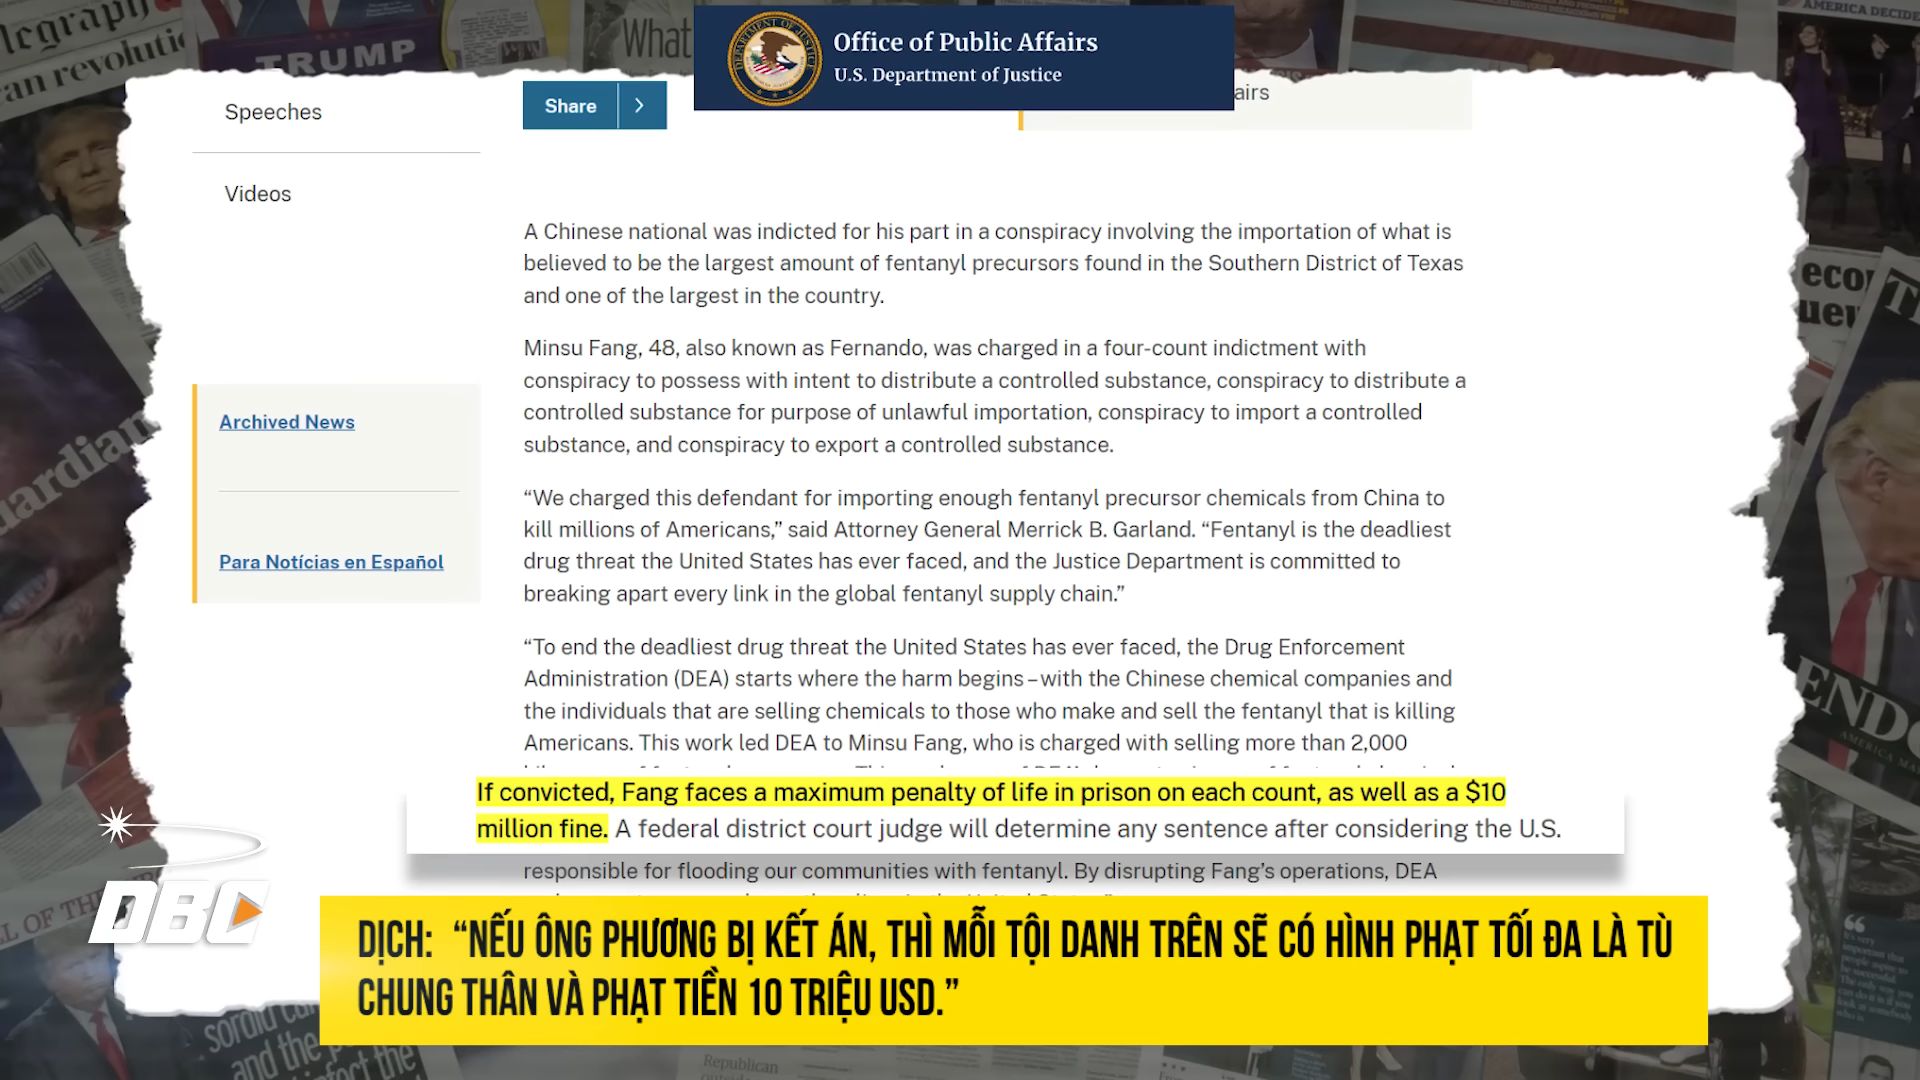 Office of Public Affairs
U.S. Department of Justice
Speeches
Videos
Share
airs
A Chinese national was indicted for his part in a conspiracy involving the importation of what is
believed to be the largest amount of fentanyl precursors found in the Southern District of Texas
and one of the largest in the country.
Minsu Fang, 48, also known as Fernando, was charged in a four-count indictment with
conspiracy to possess with intent to distribute a controlled substance, conspiracy to distribute a
controlled substance for purpose of unlawful importation, conspiracy to import a controlled
substance, and conspiracy to export a controlled substance.
Archived News
Para Notícias en Español
“We charged this defendant for importing enough fentanyl precursor chemicals from China to
kill millions of Americans,” said Attorney General Merrick B. Garland. “Fentanyl is the deadliest
drug threat the United States has ever faced, and the Justice Department is committed to
breaking apart every link in the global fentanyl supply chain.”
“To end the deadliest drug threat the United States has ever faced, the Drug Enforcement
Administration (DEA) starts where the harm begins – with the Chinese chemical companies and
the individuals that are selling chemicals to those who make and sell the fentanyl that is killing
Americans. This work led DEA to Minsu Fang, who is charged with selling more than 2,000
If convicted, Fang faces a maximum penalty of life in prison on each count, as well as a $10
million fine. A federal district court judge will determine any sentence after considering the U.S.
responsible for flooding our communities with fentanyl. By disrupting Fang’s operations, DEA
DBC
DỊCH: “NẾU ÔNG PHƯƠNG BỊ KẾT ÁN, THÌ MỖI TỘI DANH TRÊN SẼ CÓ HÌNH PHẠT TỐI ĐA LÀ TÙ
CHUNG THÂN VÀ PHẠT TIỀN 10 TRIỆU USD.”
TRUMP
What
AMERICA DECIDE
Republican